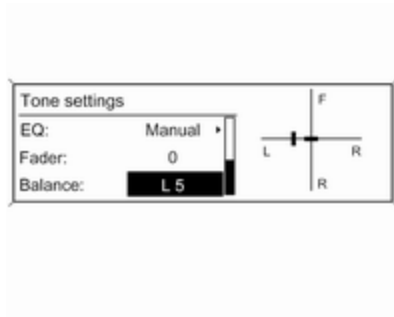 Tone settings
EQ: Manual
Fader: 0
Balance: L 5
F
L R
R